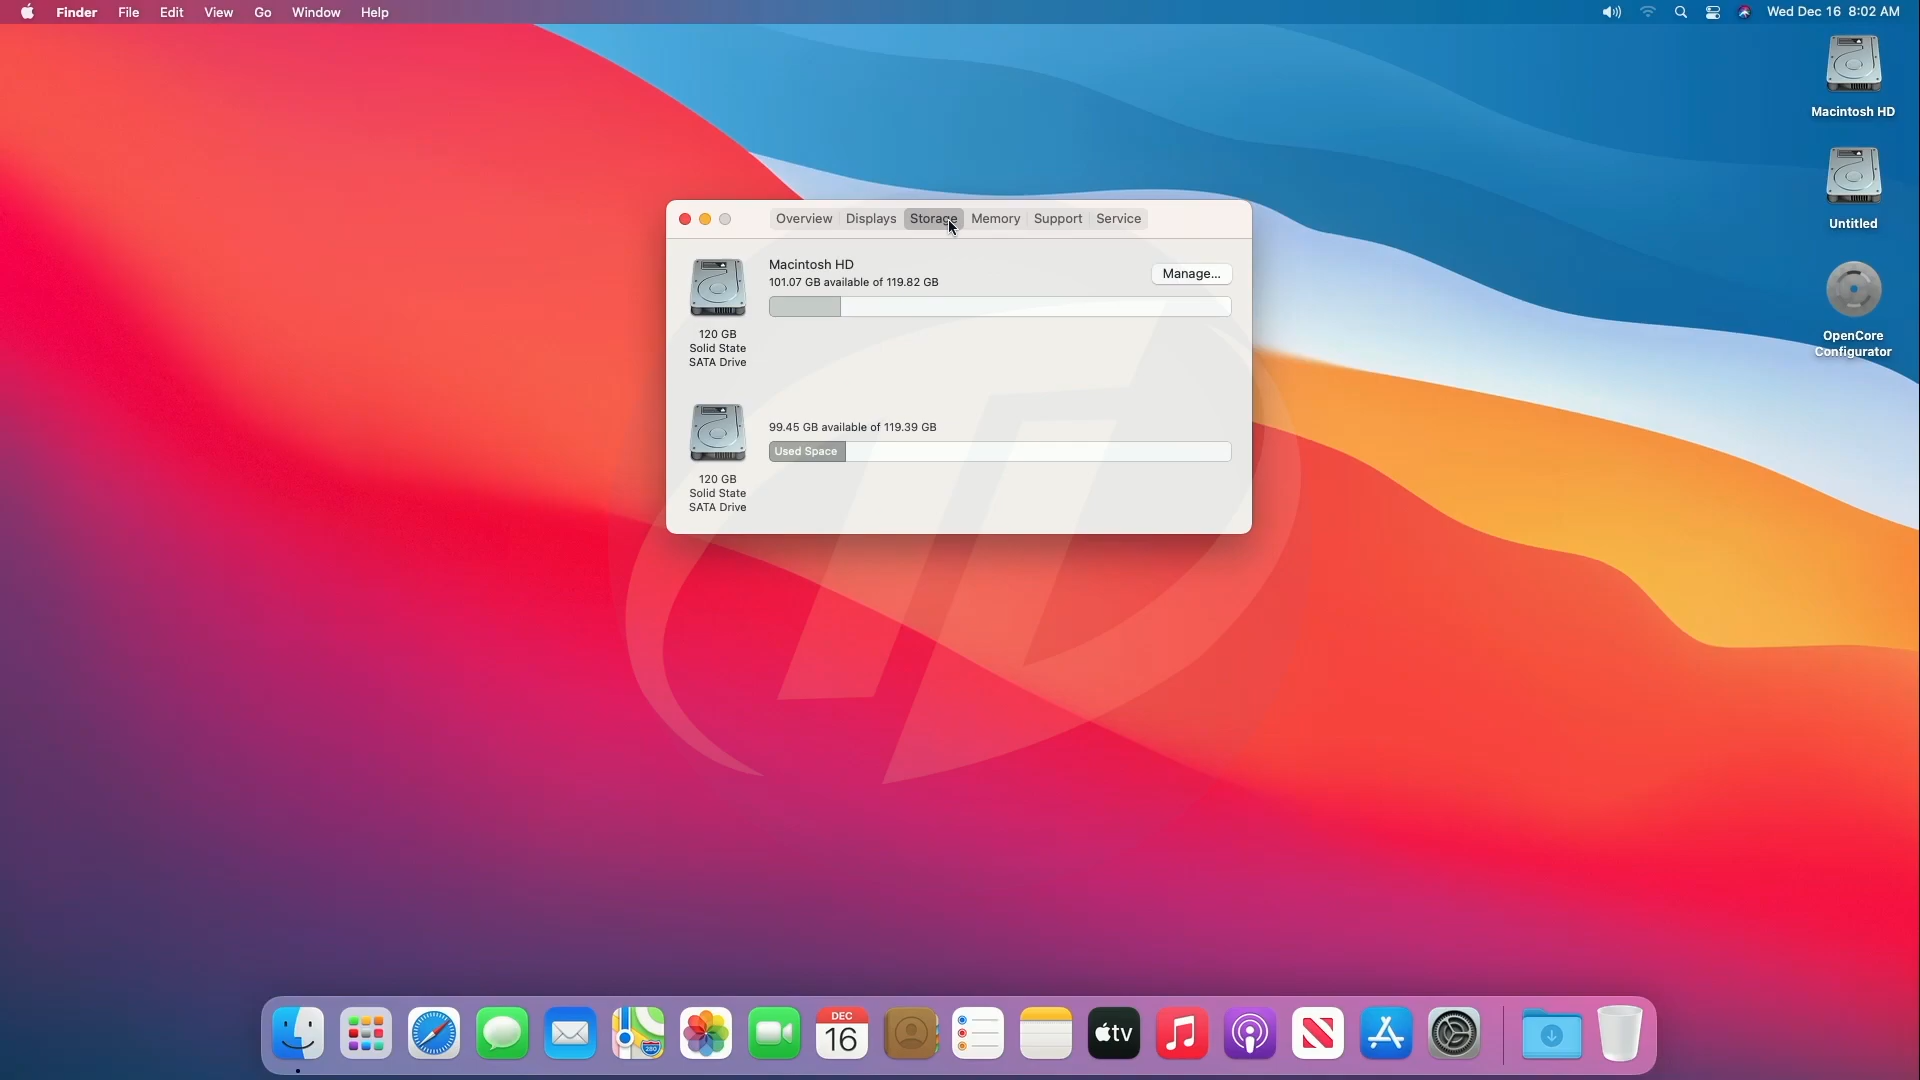 Finder File Edit View Go Window Help
Wed Dec 16 8:02 AM
Macintosh HD
Untitled
OpenCore
Configurator
Overview Displays Storage Memory Support Service
Macintosh HD
101.07 GB available of 119.82 GB
Manage...
120 GB
Solid State
SATA Drive
99.45 GB available of 119.39 GB
Used Space
120 GB
Solid State
SATA Drive
280
DEC
16
tv